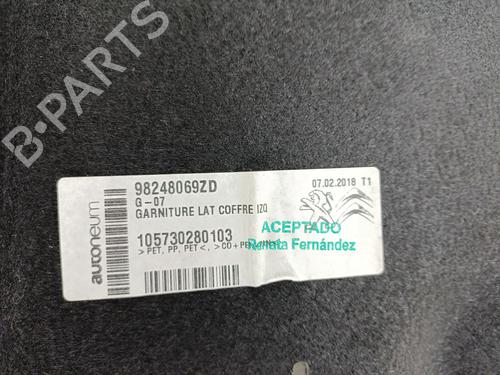 B-PARTS
98248069ZD
G-07
GARNITURE LAT COFFRE IZQ
105730280103
>PET, PP, PET<, >CO+PE
autoneum
07.02.2018 T1
ACEPTADO
Renata Fernández